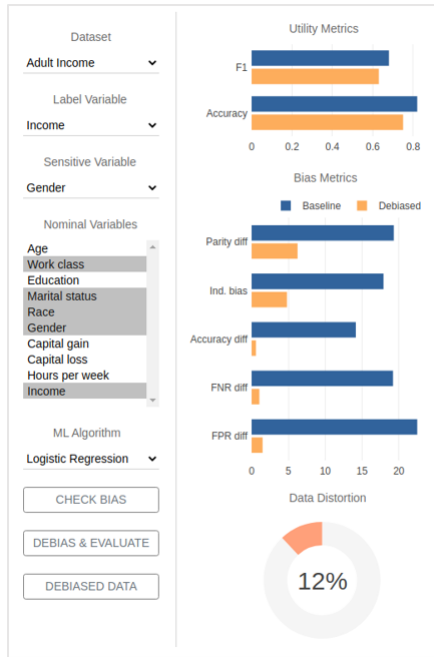 Dataset
Adult Income
Label Variable
Income
Sensitive Variable
Gender
Nominal Variables
Age
Work class
Education
Marital status
Race
Gender
Capital gain
Capital loss
Hours per week
Income
ML Algorithm
Logistic Regression
CHECK BIAS
DEBIAS & EVALUATE
DEBIASED DATA
Utility Metrics
F1
Accuracy
0 0.2 0.4 0.6 0.8
Bias Metrics
Baseline Debiased
Parity diff
Ind. bias
Accuracy diff
FNR diff
FPR diff
0 5 10 15 20
Data Distortion
12%